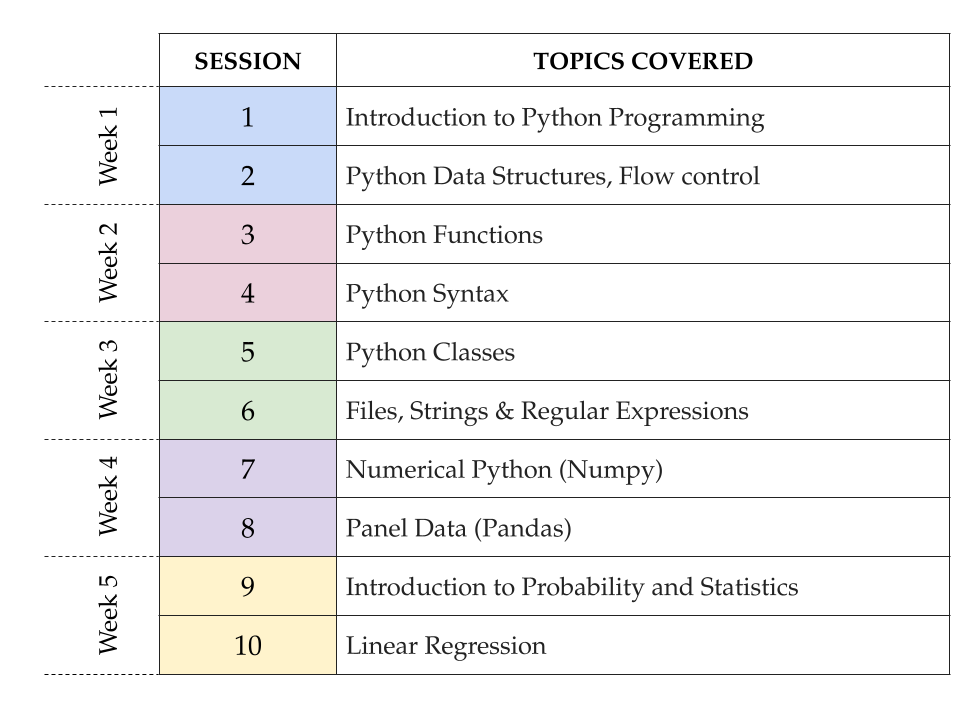 SESSION TOPICS COVERED
Week 1
1 Introduction to Python Programming
2 Python Data Structures, Flow control
Week 2
3 Python Functions
4 Python Syntax
Week 3
5 Python Classes
6 Files, Strings & Regular Expressions
Week 4
7 Numerical Python (Numpy)
8 Panel Data (Pandas)
Week 5
9 Introduction to Probability and Statistics
10 Linear Regression